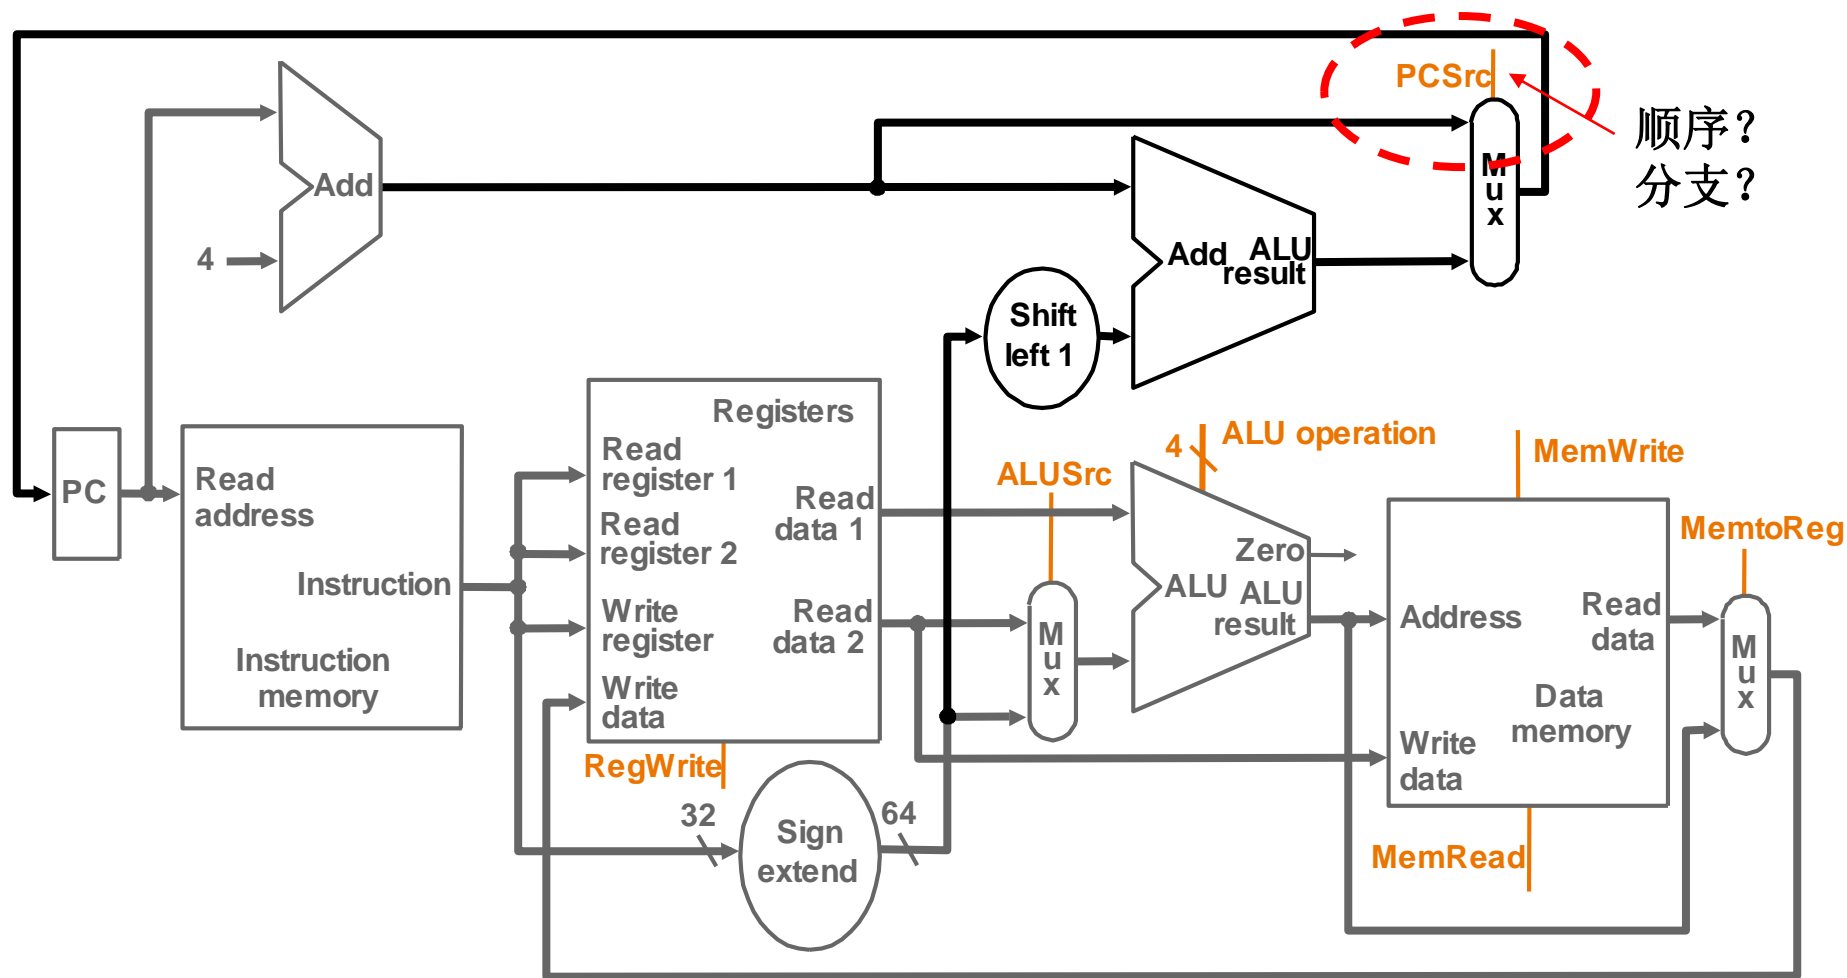 PCSrc
顺序?
分支?
Add
4
Add
ALU
result
M
u
x
Shift
left 1
PC
Read
address
Instruction
Instruction
memory
Registers
Read
register 1
Read
register 2
Write
register
Write
data
Read
data 1
Read
data 2
RegWrite
32
Sign
extend
64
ALUSrc
M
u
x
4
ALU operation
Zero
ALU
ALU
result
MemWrite
Address
Read
data
Data
memory
Write
data
MemRead
MemtoReg
M
u
x